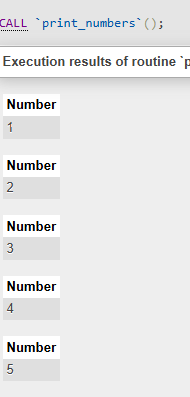 CALL `print_numbers`();
Execution results of routine `p
Number
1
Number
2
Number
3
Number
4
Number
5